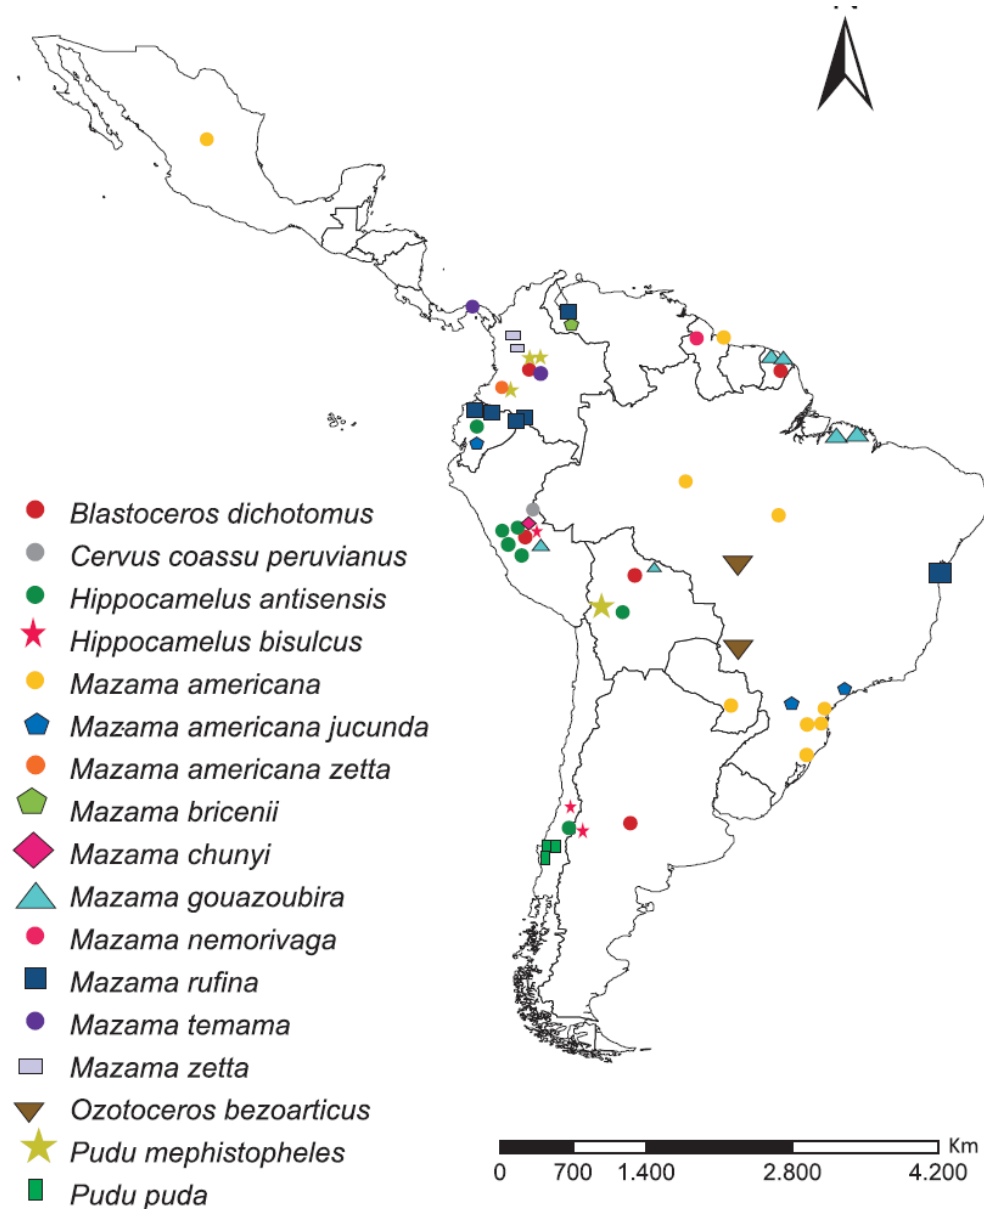 N
Blastoceros dichotomus
Cervus coassu peruvianus
Hippocamelus antisensis
Hippocamelus bisulcus
Mazama americana
Mazama americana jucunda
Mazama americana zetta
Mazama bricenii
Mazama chunyi
Mazama gouazoubira
Mazama nemorivaga
Mazama rufina
Mazama temama
Mazama zetta
Ozotoceros bezoarticus
Pudu mephistopheles
Pudu puda
Km
0 700 1.400 2.800 4.200